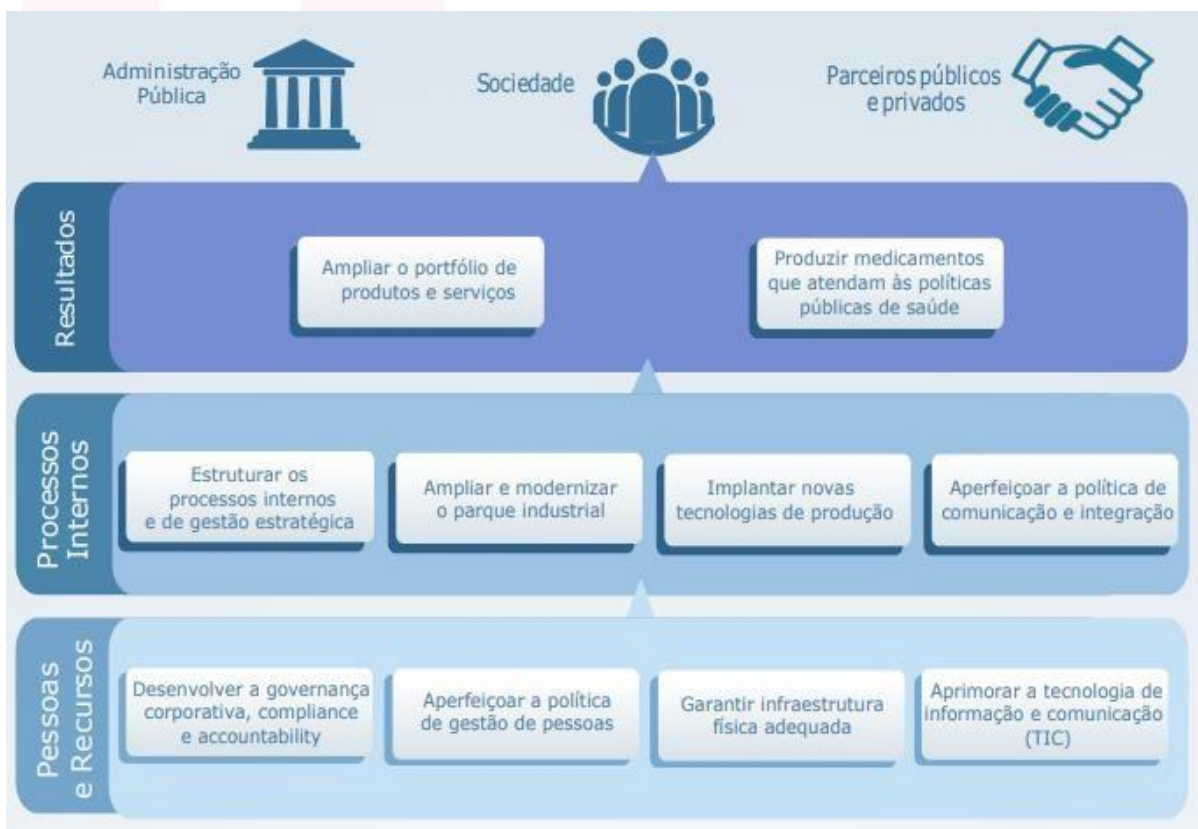 Administração
Pública
Sociedade
Parceiros públicos
e privados
Resultados
Ampliar o portfólio de
produtos e serviços
Produzir medicamentos
que atendam às políticas
públicas de saúde
Processos
Internos
Estruturar os
processos internos
e de gestão estratégica
Ampliar e modernizar
o parque industrial
Implantar novas
tecnologias de produção
Aperfeiçoar a política de
comunicação e integração
Pessoas
e Recursos
Desenvolver a governança
corporativa, compliance
e accountability
Aperfeiçoar a política
de gestão de pessoas
Garantir infraestrutura
física adequada
Aprimorar a tecnologia de
informação e comunicação
(TIC)